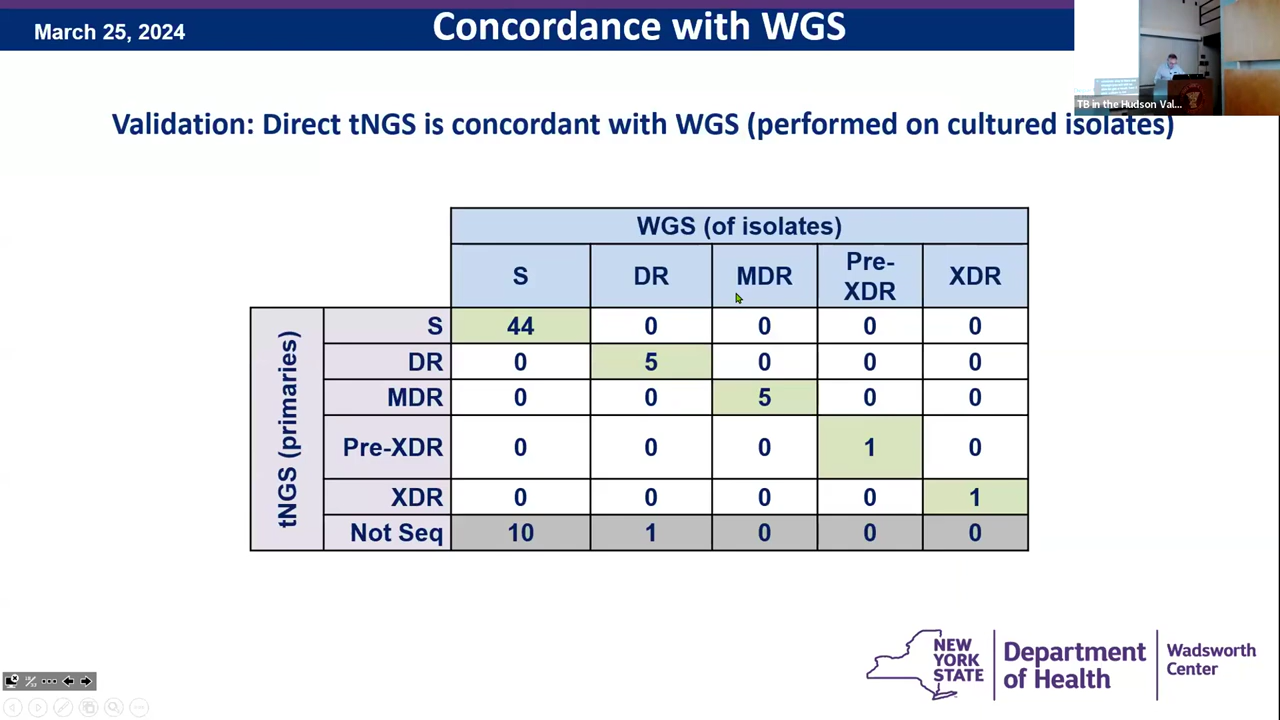 March 25, 2024
Concordance with WGS
TB in the Hudson Val...
Validation: Direct tNGS is concordant with WGS (performed on cultured isolates)
WGS (of isolates)
S DR MDR Pre-XDR XDR
tNGS (primaries)
S 44 0 0 0 0
DR 0 5 0 0 0
MDR 0 0 5 0 0
Pre-XDR 0 0 0 1 0
XDR 0 0 0 0 1
Not Seq 10 1 0 0 0
NEW YORK STATE
Department of Health
Wadsworth Center